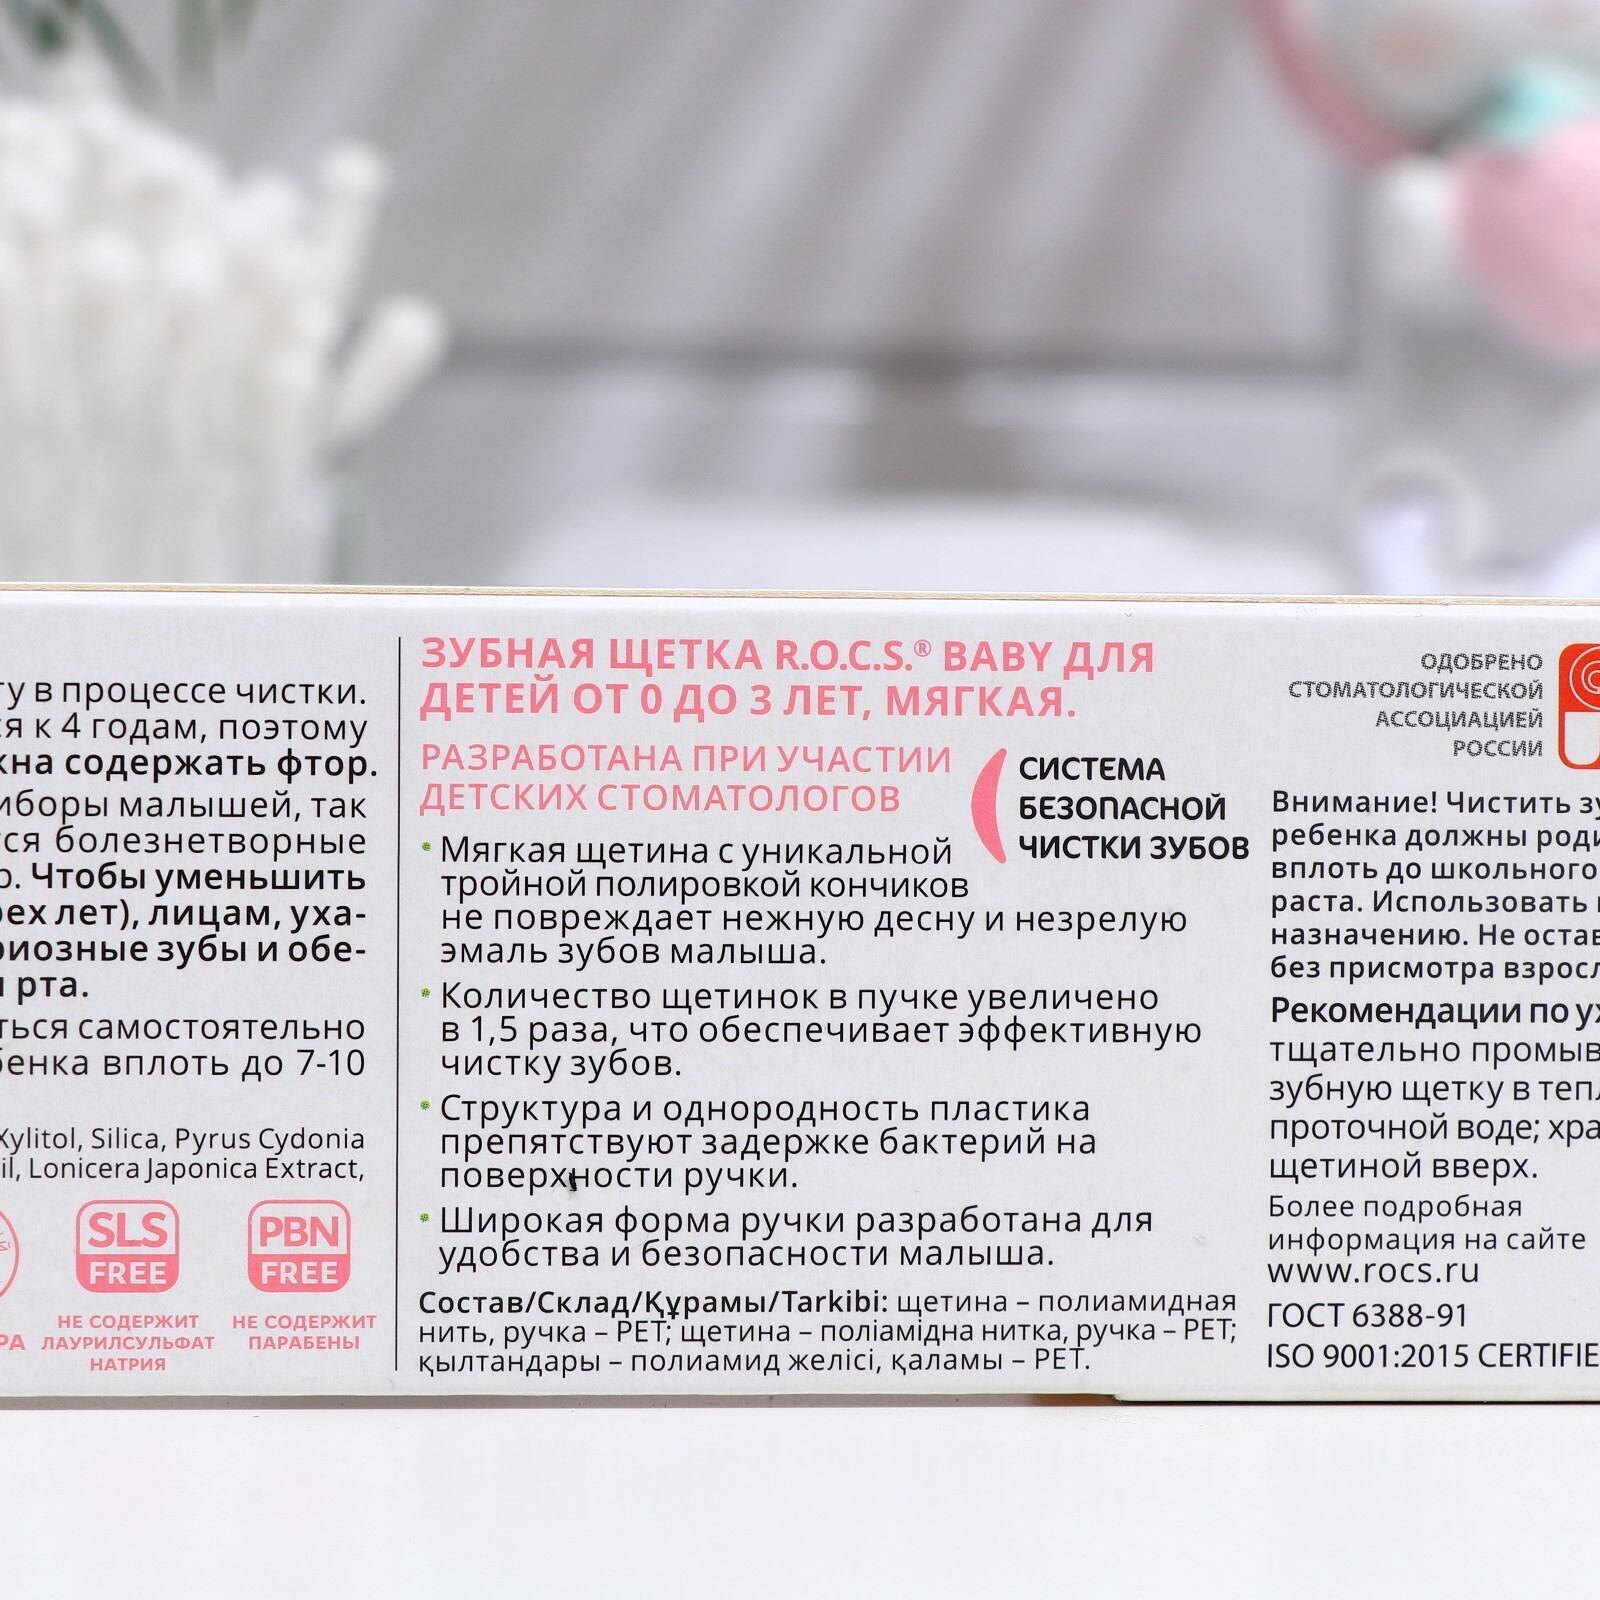 в процессе чистки.
к 4 годам, поэтому
содержать фтор.
малышей, так
болезнетворные
Чтобы уменьшить
лет), лицам, уха-
зубы и обе-
рта.
самостоятельно
вплоть до 7-10
Xylitol, Silica, Pyrus Cydonia
Lonicera Japonica Extract,
SLS
FREE
НЕ СОДЕРЖИТ
ЛАУРИЛСУЛЬФАТ
НАТРИЯ
PBN
FREE
НЕ СОДЕРЖИТ
ПАРАБЕНЫ
ЗУБНАЯ ЩЕТКА R.O.C.S.® BABY ДЛЯ
ДЕТЕЙ ОТ 0 ДО 3 ЛЕТ, МЯГКАЯ.
РАЗРАБОТАНА ПРИ УЧАСТИИ
ДЕТСКИХ СТОМАТОЛОГОВ
СИСТЕМА
БЕЗОПАСНОЙ
ЧИСТКИ ЗУБОВ
Мягкая щетина с уникальной
тройной полировкой кончиков
не повреждает нежную десну и незрелую
эмаль зубов малыша.
Количество щетинок в пучке увеличено
в 1,5 раза, что обеспечивает эффективную
чистку зубов.
Структура и однородность пластика
препятствуют задержке бактерий на
поверхности ручки.
Широкая форма ручки разработана для
удобства и безопасности малыша.
Состав/Склад/Құрамы/Tarkibi: щетина – полиамидная
нить, ручка – PET; щетина – поліамідна нитка, ручка – PET;
қылтандары – полиамид желісі, қаламы – PET.
ОДОБРЕНО
СТОМАТОЛОГИЧЕСКОЙ
АССОЦИАЦИЕЙ
РОССИИ
Внимание! Чистить
ребенка должны
вплоть до школьного
раста. Использовать
назначению. Не
без присмотра
Рекомендации по
тщательно
зубную щетку в
проточной воде;
щетиной вверх.
Более подробная
информация на сайте
www.rocs.ru
ГОСТ 6388-91
ISO 9001:2015